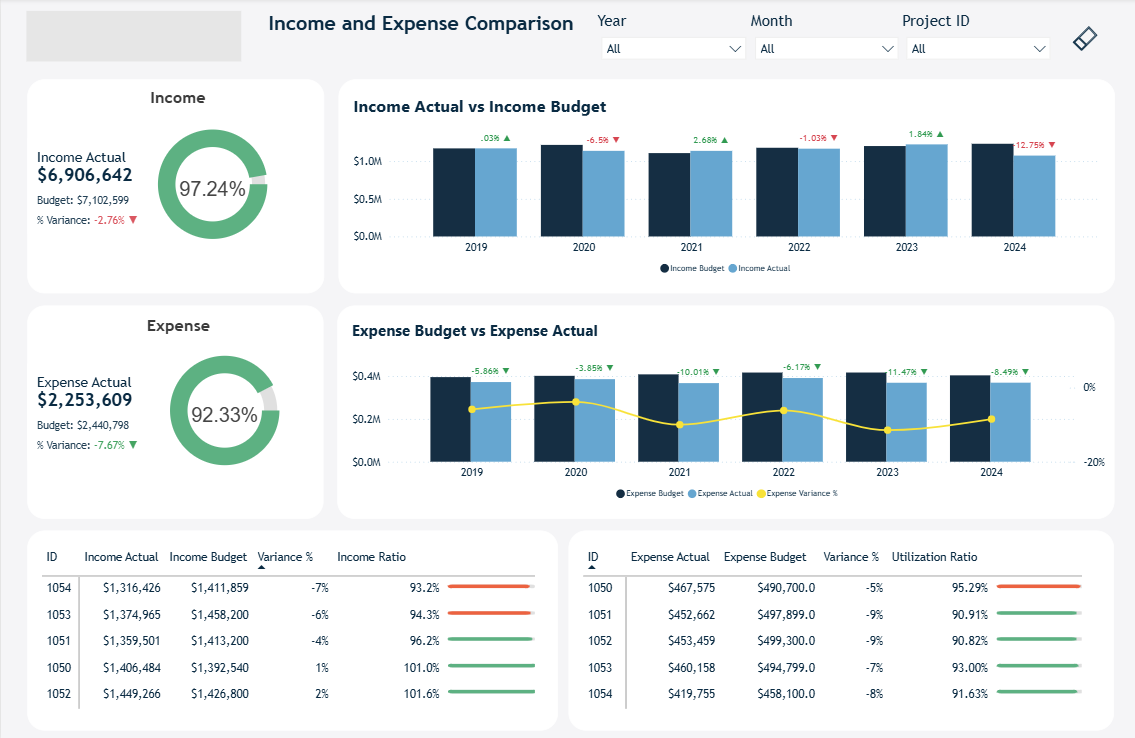 Income and Expense Comparison
Year
Month
Project ID
All
All
All
Income
Income Actual
$6,906,642
Budget: $7,102,599
% Variance: -2.76% ▼
97.24%
Income Actual vs Income Budget
.03% ▲
-6.5% ▼
2.68% ▲
-1.03% ▼
1.84% ▲
-12.75% ▼
$1.0M
$0.5M
$0.0M
2019 2020 2021 2022 2023 2024
Income Budget Income Actual
Expense
Expense Actual
$2,253,609
Budget: $2,440,798
% Variance: -7.67% ▼
92.33%
Expense Budget vs Expense Actual
-5.86% ▼
-3.85% ▼
-10.01% ▼
-6.17% ▼
-11.47% ▼
-8.49% ▼
$0.4M
$0.2M
$0.0M
0%
-20%
2019 2020 2021 2022 2023 2024
Expense Budget Expense Actual Expense Variance %
ID Income Actual Income Budget Variance % Income Ratio
1054 $1,316,426 $1,411,859 -7% 93.2%
1053 $1,374,965 $1,458,200 -6% 94.3%
1051 $1,359,501 $1,413,200 -4% 96.2%
1050 $1,406,484 $1,392,540 1% 101.0%
1052 $1,449,266 $1,426,800 2% 101.6%
ID Expense Actual Expense Budget Variance % Utilization Ratio
1050 $467,575 $490,700.0 -5% 95.29%
1051 $452,662 $497,899.0 -9% 90.91%
1052 $453,459 $499,300.0 -9% 90.82%
1053 $460,158 $494,799.0 -7% 93.00%
1054 $419,755 $458,100.0 -8% 91.63%